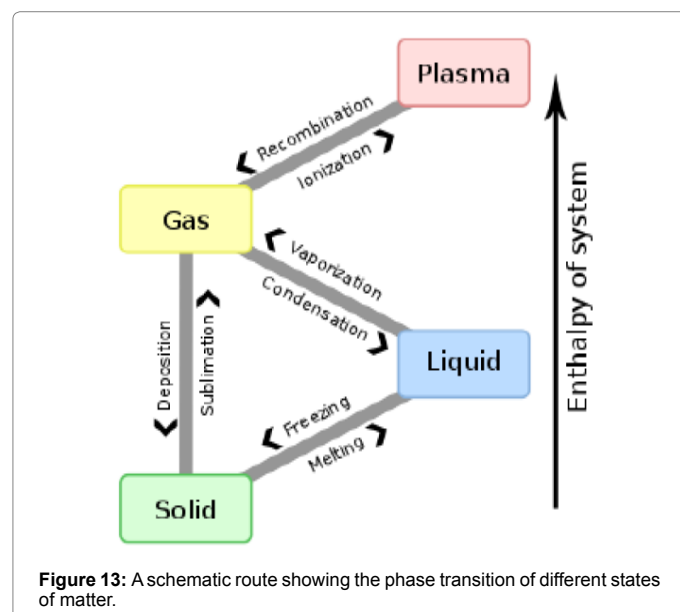 Plasma
Recombination
Ionization
Gas
Vaporization
Condensation
Enthalpy of system
Deposition
Sublimation
Liquid
Freezing
Melting
Solid
Figure 13: A schematic route showing the phase transition of different states
of matter.